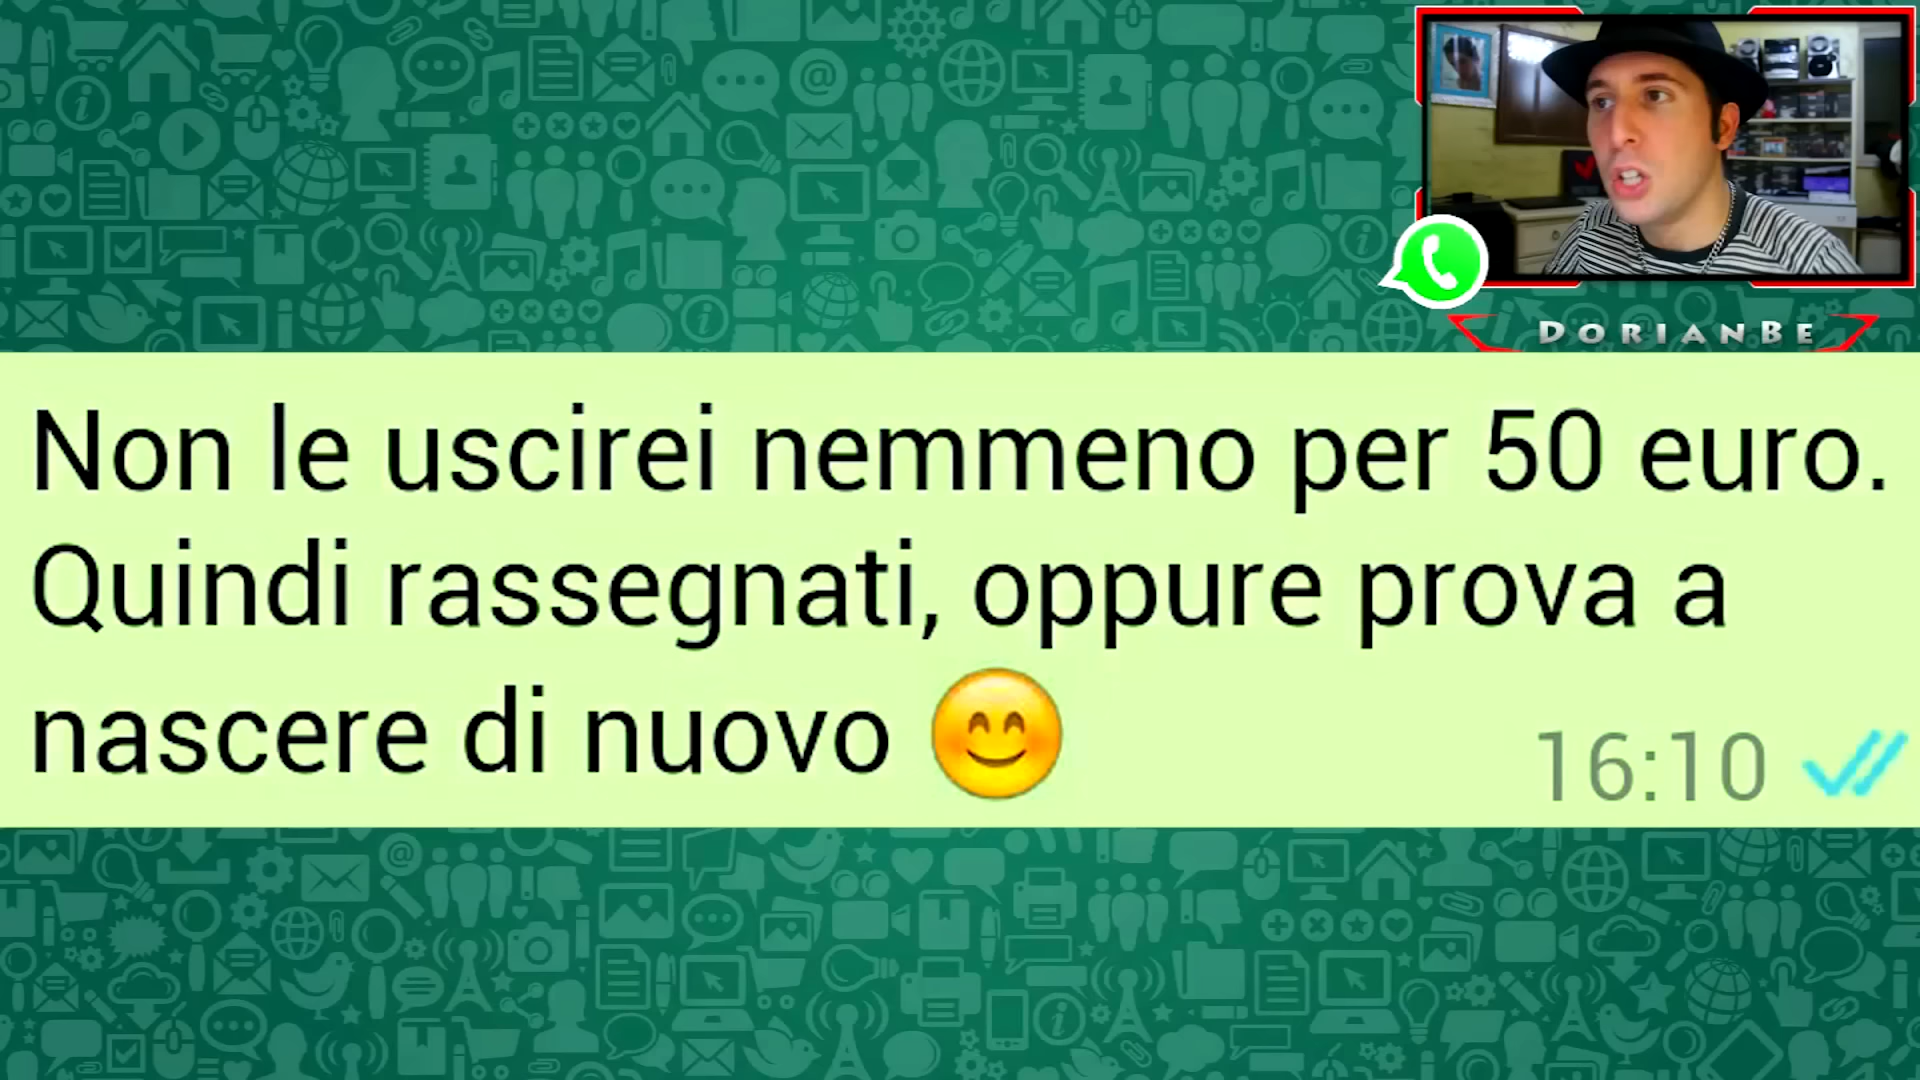 DORIANBE
Non le uscirei nemmeno per 50 euro.
Quindi rassegnati, oppure prova a
nascere di nuovo 😊
16:10